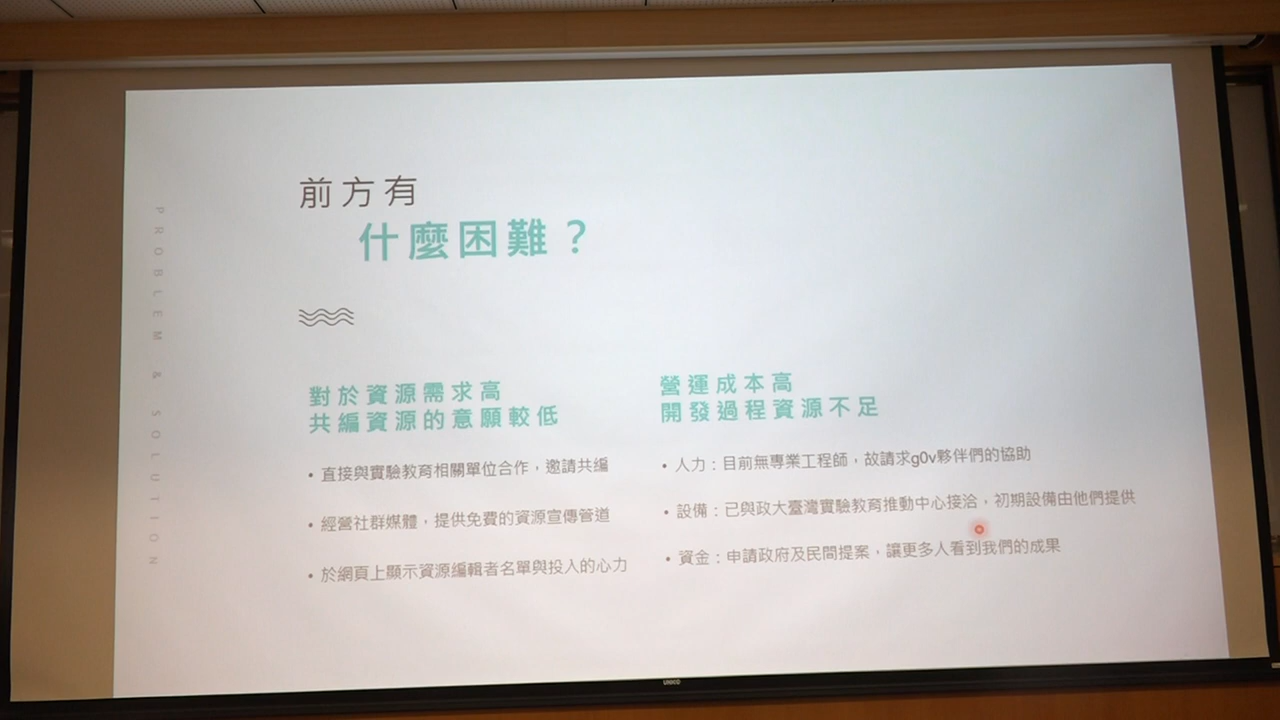 前方有
什麼困難？
PROBLEM & SOLUTION
對於資源需求高
共編資源的意願較低
• 直接與實驗教育相關單位合作，邀請共編
• 經營社群媒體，提供免費的資源宣傳管道
• 於網頁上顯示資源編輯者名單與投入的心力
營運成本高
開發過程資源不足
• 人力：目前無專業工程師，故請求g0v夥伴們的協助
• 設備：已與政大臺灣實驗教育推動中心接洽，初期設備由他們提供
• 資金：申請政府及民間提案，讓更多人看到我們的成果
UNICO